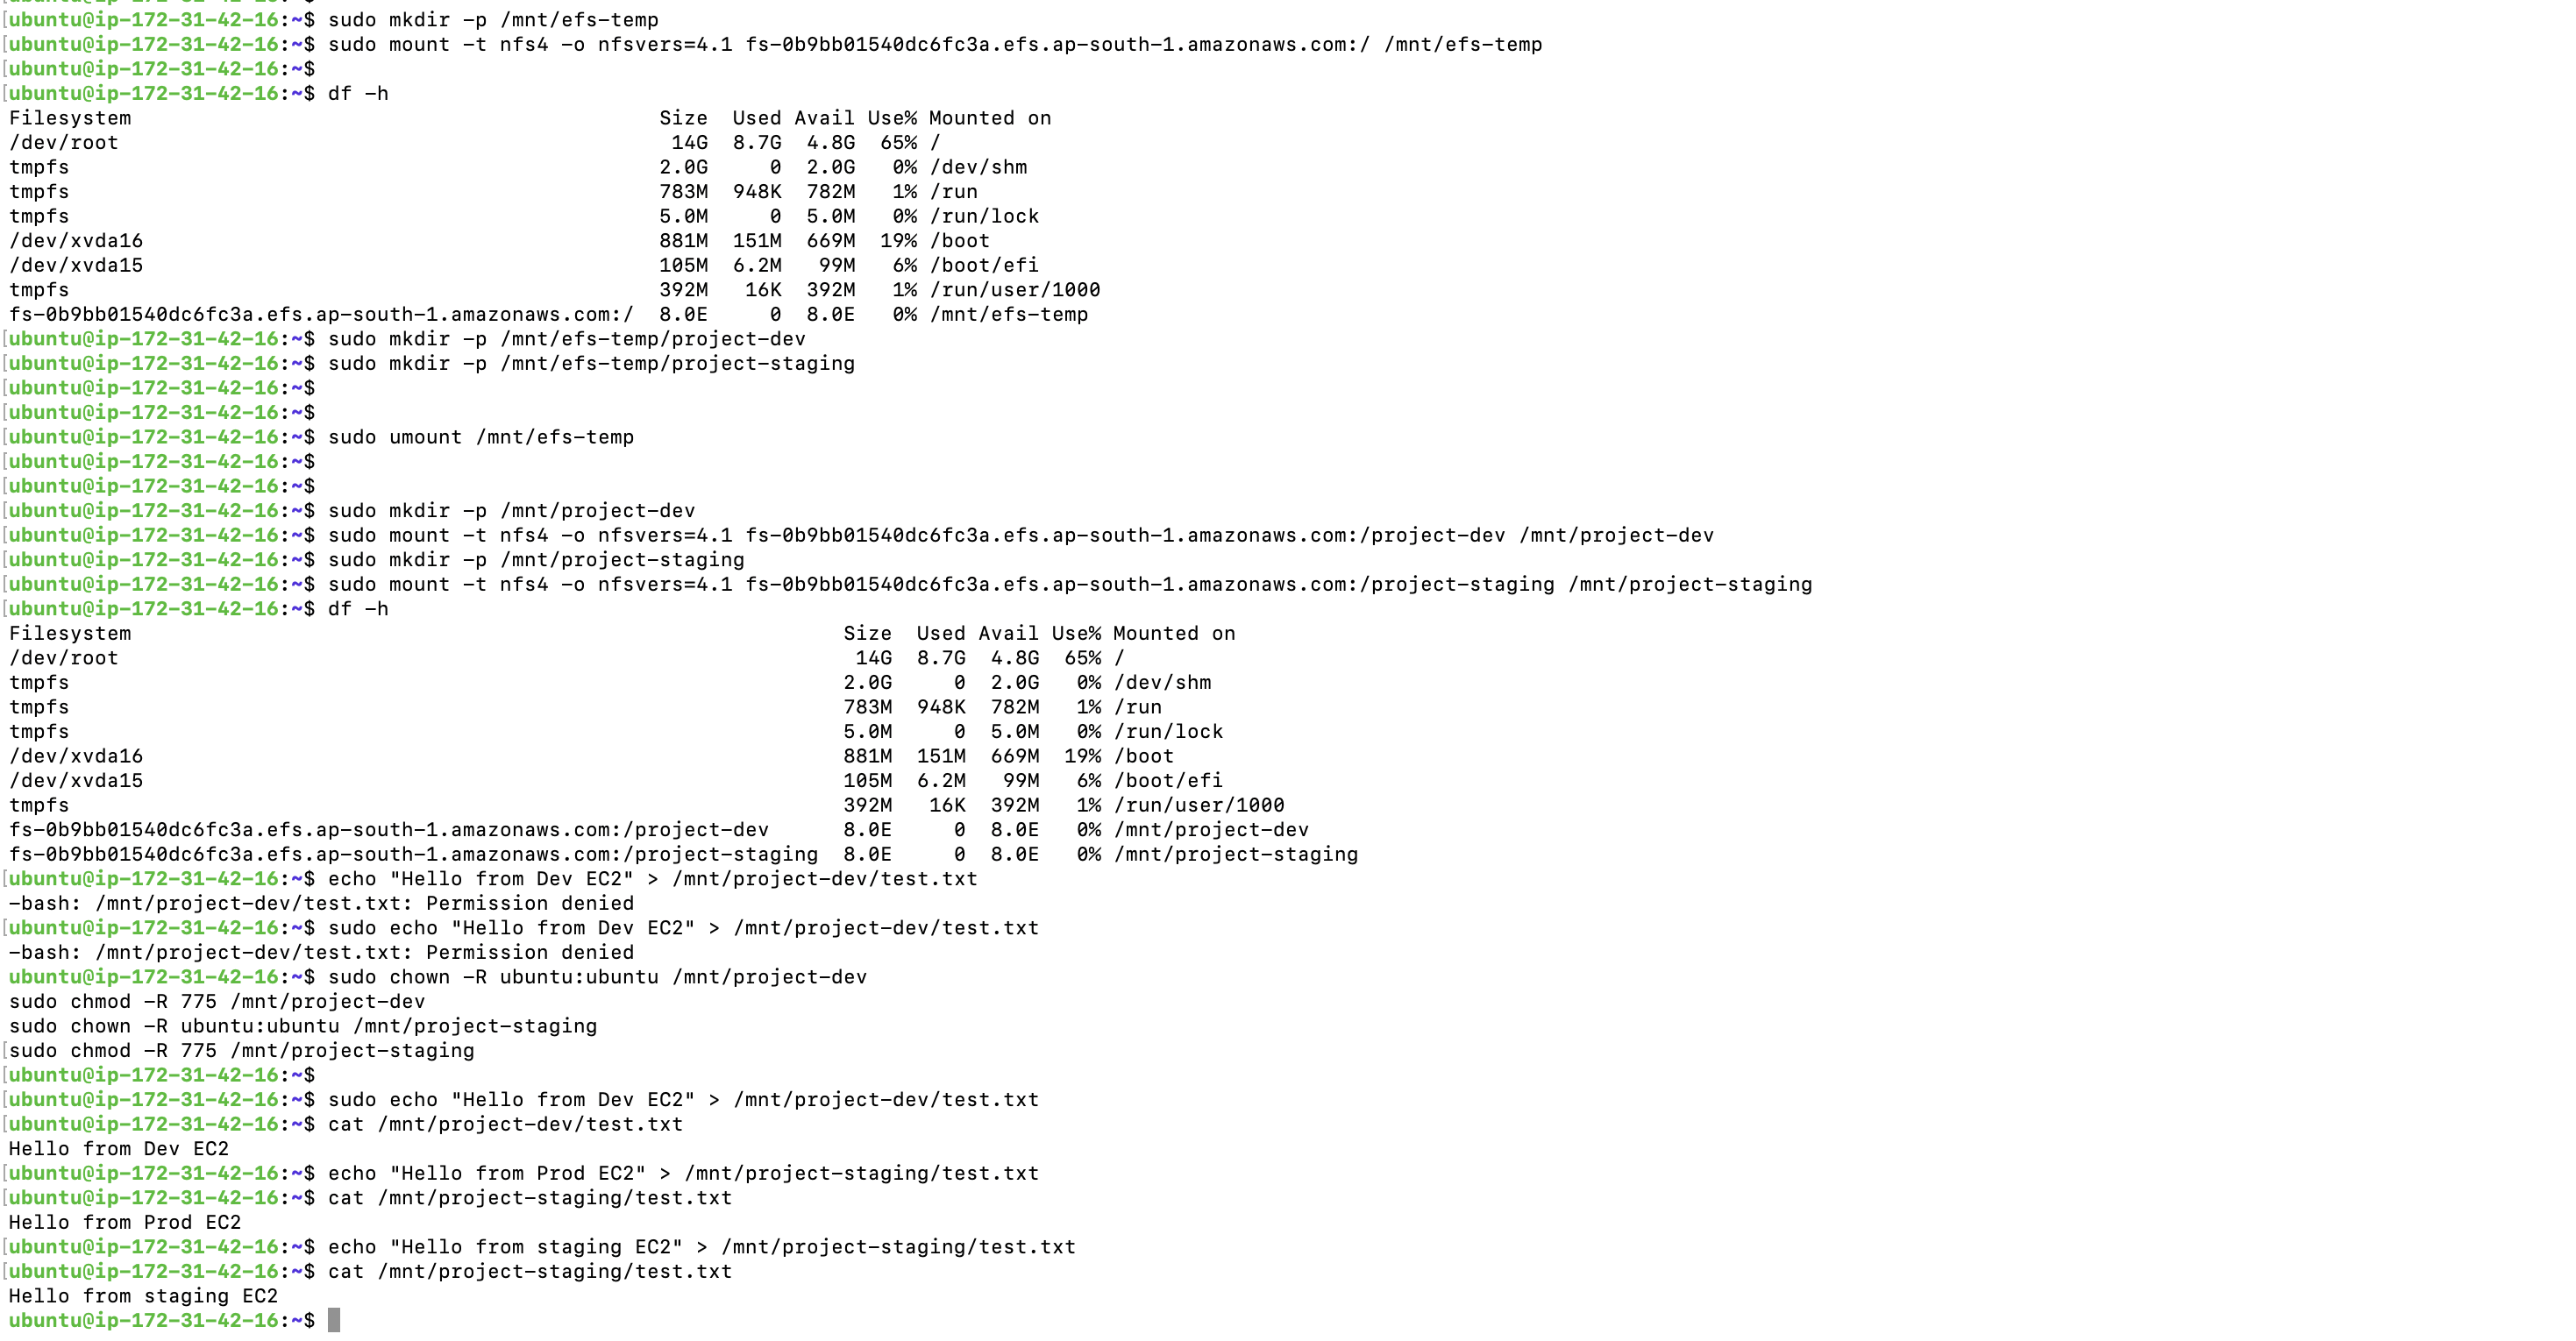 [ubuntu@ip-172-31-42-16:~$ sudo mkdir -p /mnt/efs-temp
[ubuntu@ip-172-31-42-16:~$ sudo mount -t nfs4 -o nfsvers=4.1 fs-0b9bb01540dc6fc3a.efs.ap-south-1.amazonaws.com:/ /mnt/efs-temp
[ubuntu@ip-172-31-42-16:~$
[ubuntu@ip-172-31-42-16:~$ df -h
Filesystem                                           Size  Used Avail Use% Mounted on
/dev/root                                             14G  8.7G  4.8G  65% /
tmpfs                                                2.0G     0  2.0G   0% /dev/shm
tmpfs                                                783M  948K  782M   1% /run
tmpfs                                                5.0M     0  5.0M   0% /run/lock
/dev/xvda16                                          881M  151M  669M  19% /boot
/dev/xvda15                                          105M  6.2M   99M   6% /boot/efi
tmpfs                                                392M   16K  392M   1% /run/user/1000
fs-0b9bb01540dc6fc3a.efs.ap-south-1.amazonaws.com:/  8.0E     0  8.0E   0% /mnt/efs-temp
[ubuntu@ip-172-31-42-16:~$ sudo mkdir -p /mnt/efs-temp/project-dev
[ubuntu@ip-172-31-42-16:~$ sudo mkdir -p /mnt/efs-temp/project-staging
[ubuntu@ip-172-31-42-16:~$
[ubuntu@ip-172-31-42-16:~$
[ubuntu@ip-172-31-42-16:~$ sudo umount /mnt/efs-temp
[ubuntu@ip-172-31-42-16:~$
[ubuntu@ip-172-31-42-16:~$
[ubuntu@ip-172-31-42-16:~$ sudo mkdir -p /mnt/project-dev
[ubuntu@ip-172-31-42-16:~$ sudo mount -t nfs4 -o nfsvers=4.1 fs-0b9bb01540dc6fc3a.efs.ap-south-1.amazonaws.com:/project-dev /mnt/project-dev
[ubuntu@ip-172-31-42-16:~$ sudo mkdir -p /mnt/project-staging
[ubuntu@ip-172-31-42-16:~$ sudo mount -t nfs4 -o nfsvers=4.1 fs-0b9bb01540dc6fc3a.efs.ap-south-1.amazonaws.com:/project-staging /mnt/project-staging
[ubuntu@ip-172-31-42-16:~$ df -h
Filesystem                                                          Size  Used Avail Use% Mounted on
/dev/root                                                            14G  8.7G  4.8G  65% /
tmpfs                                                               2.0G     0  2.0G   0% /dev/shm
tmpfs                                                               783M  948K  782M   1% /run
tmpfs                                                               5.0M     0  5.0M   0% /run/lock
/dev/xvda16                                                         881M  151M  669M  19% /boot
/dev/xvda15                                                         105M  6.2M   99M   6% /boot/efi
tmpfs                                                               392M   16K  392M   1% /run/user/1000
fs-0b9bb01540dc6fc3a.efs.ap-south-1.amazonaws.com:/project-dev      8.0E     0  8.0E   0% /mnt/project-dev
fs-0b9bb01540dc6fc3a.efs.ap-south-1.amazonaws.com:/project-staging  8.0E     0  8.0E   0% /mnt/project-staging
[ubuntu@ip-172-31-42-16:~$ echo "Hello from Dev EC2" > /mnt/project-dev/test.txt
-bash: /mnt/project-dev/test.txt: Permission denied
[ubuntu@ip-172-31-42-16:~$ sudo echo "Hello from Dev EC2" > /mnt/project-dev/test.txt
-bash: /mnt/project-dev/test.txt: Permission denied
ubuntu@ip-172-31-42-16:~$ sudo chown -R ubuntu:ubuntu /mnt/project-dev
sudo chmod -R 775 /mnt/project-dev
sudo chown -R ubuntu:ubuntu /mnt/project-staging
[sudo chmod -R 775 /mnt/project-staging
[ubuntu@ip-172-31-42-16:~$
[ubuntu@ip-172-31-42-16:~$ sudo echo "Hello from Dev EC2" > /mnt/project-dev/test.txt
[ubuntu@ip-172-31-42-16:~$ cat /mnt/project-dev/test.txt
Hello from Dev EC2
[ubuntu@ip-172-31-42-16:~$ echo "Hello from Prod EC2" > /mnt/project-staging/test.txt
[ubuntu@ip-172-31-42-16:~$ cat /mnt/project-staging/test.txt
Hello from Prod EC2
[ubuntu@ip-172-31-42-16:~$ echo "Hello from staging EC2" > /mnt/project-staging/test.txt
[ubuntu@ip-172-31-42-16:~$ cat /mnt/project-staging/test.txt
Hello from staging EC2
ubuntu@ip-172-31-42-16:~$